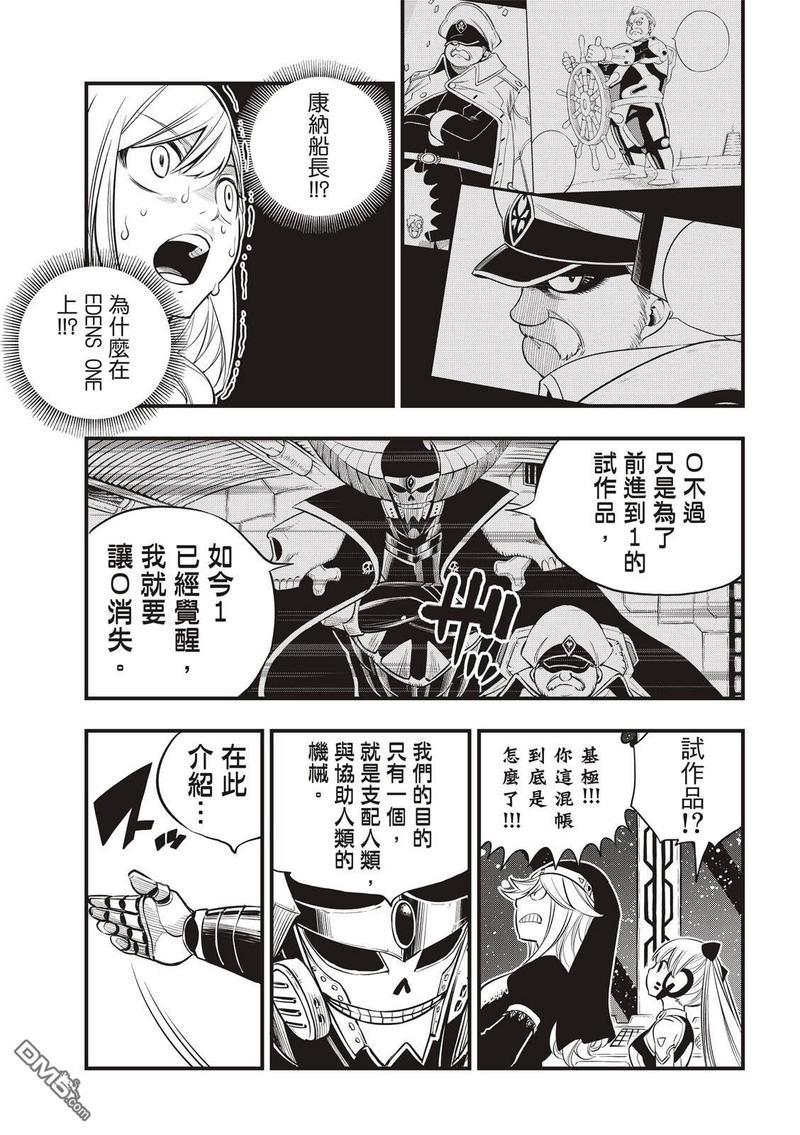 康納船長!!?
為什麼在
EDENS ONE
上!!?
0不過
只是為了
前進到1的
試作品，
如今1
已經覺醒，
我就要
讓0消失。
試作品!?
基極!!!
你這混帳
到底是
怎麼了!!!
我們的目的
只有一個，
就是支配人類，
與協助人類的
機械。
在此
介紹…
DM5.com